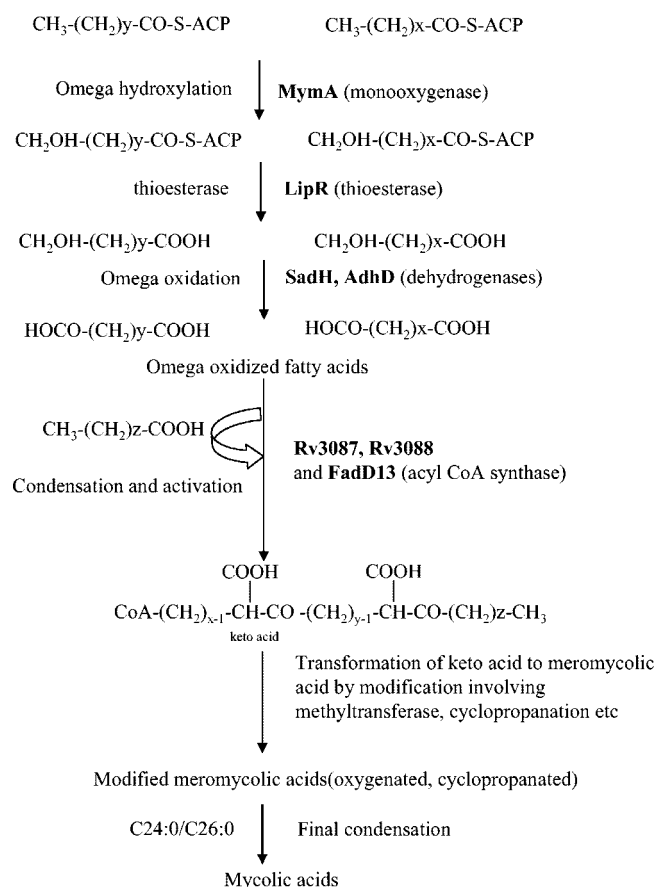 CH₃-(CH₂)y-CO-S-ACP CH₃-(CH₂)x-CO-S-ACP
Omega hydroxylation MymA (monooxygenase)
CH₂OH-(CH₂)y-CO-S-ACP CH₂OH-(CH₂)x-CO-S-ACP
thioesterase LipR (thioesterase)
CH₂OH-(CH₂)y-COOH CH₂OH-(CH₂)x-COOH
Omega oxidation SadH, AdhD (dehydrogenases)
HOCO-(CH₂)y-COOH HOCO-(CH₂)x-COOH
Omega oxidized fatty acids
CH₃-(CH₂)z-COOH
Rv3087, Rv3088
and FadD13 (acyl CoA synthase)
Condensation and activation
COOH COOH
CoA-(CH₂)ₓ₋₁-CH-CO -(CH₂)y-1-CH-CO-(CH₂)z-CH₃
keto acid
Transformation of keto acid to meromycolic
acid by modification involving
methyltransferase, cyclopropanation etc
Modified meromycolic acids(oxygenated, cyclopropanated)
C24:0/C26:0 Final condensation
Mycolic acids